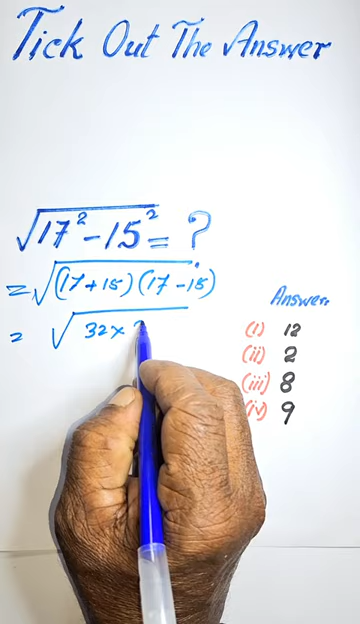 Tick Out The Answer
√17² - 15² = ?
= √(17+15) (17-15)
= √32×
Answer:
(i) 12
(ii) 2
(iii) 8
(iv) 9